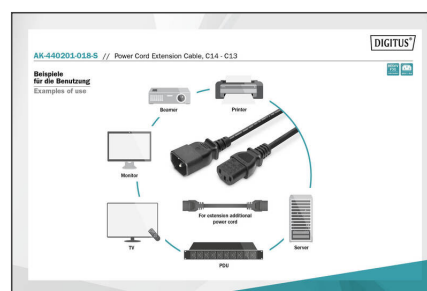 DIGITUS®
AK-440201-018-S // Power Cord Extension Cable, C14 - C13
Beispiele
für die Benutzung
Examples of use
Beamer
Printer
Monitor
For extension additional
power cord
TV
Server
PDU